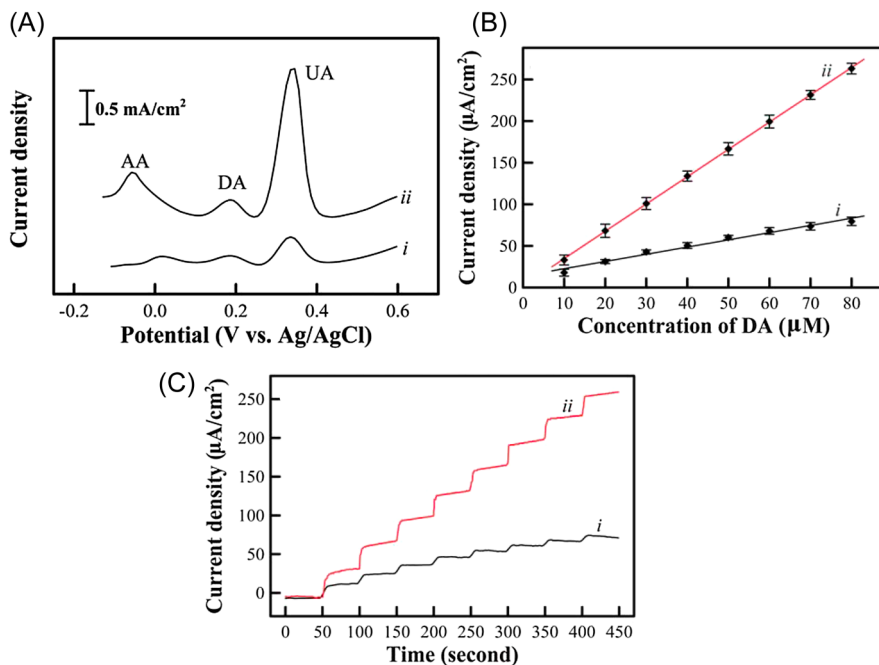 (A)
Current density
0.5 mA/cm²
AA
DA
UA
ii
i
-0.2 0.0 0.2 0.4 0.6
Potential (V vs. Ag/AgCl)
(B)
Current density (µA/cm²)
250
200
150
100
50
0
ii
i
0 10 20 30 40 50 60 70 80
Concentration of DA (µM)
(C)
Current density (µA/cm²)
250
200
150
100
50
0
ii
i
0 50 100 150 200 250 300 350 400 450
Time (second)